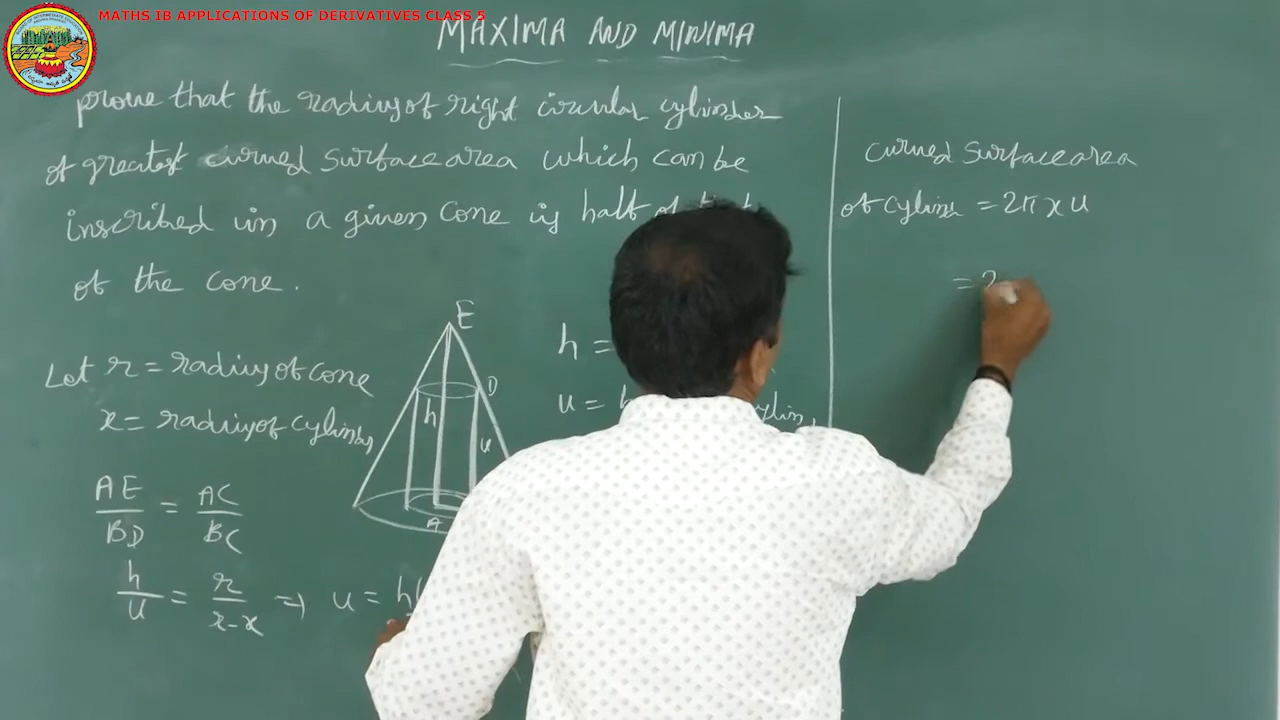 MATHS IB APPLICATIONS OF DERIVATIVES CLASS 5
MAXIMA AND MINIMA
prove that the radius of right circular cylinder
of greatest curved surface area which can be
inscribed in a given cone is half of that
of the cone.
Let r = radius of cone
x = radius of cylinder
AE/BD = AC/BC
h/u = r/r-x => u = h(
E
D
h
u
A
h =
u =
curved surface area
of cylinder = 2π x u
= 2